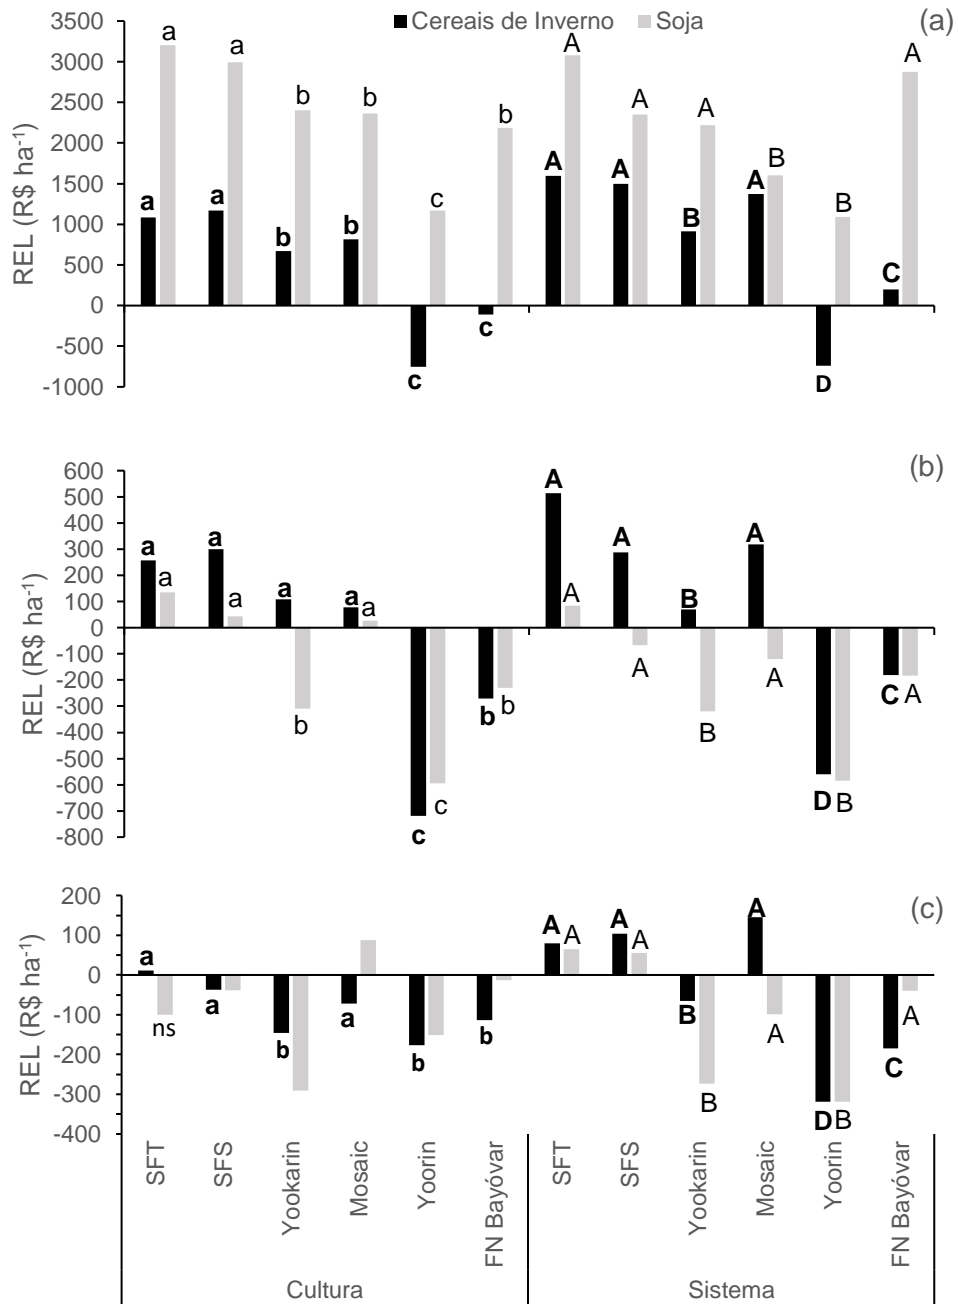 Cereais de Inverno Soja
(a)
REL (R$ ha⁻¹)
3500
3000
2500
2000
1500
1000
500
0
-500
-1000
a a a a b b b b c c b c
A A A A B A A B D B C A
(b)
REL (R$ ha⁻¹)
600
500
400
300
200
100
0
-100
-200
-300
-400
-500
-600
-700
-800
a a a a a b a a c c b b
A A A A B B A A D B C A
(c)
REL (R$ ha⁻¹)
200
100
0
-100
-200
-300
-400
a ns a b a b b
A A A A B B A A D B C A
SFT SFS Yookarin Mosaic Yoorin FN Bayóvar SFT SFS Yookarin Mosaic Yoorin FN Bayóvar
Cultura Sistema